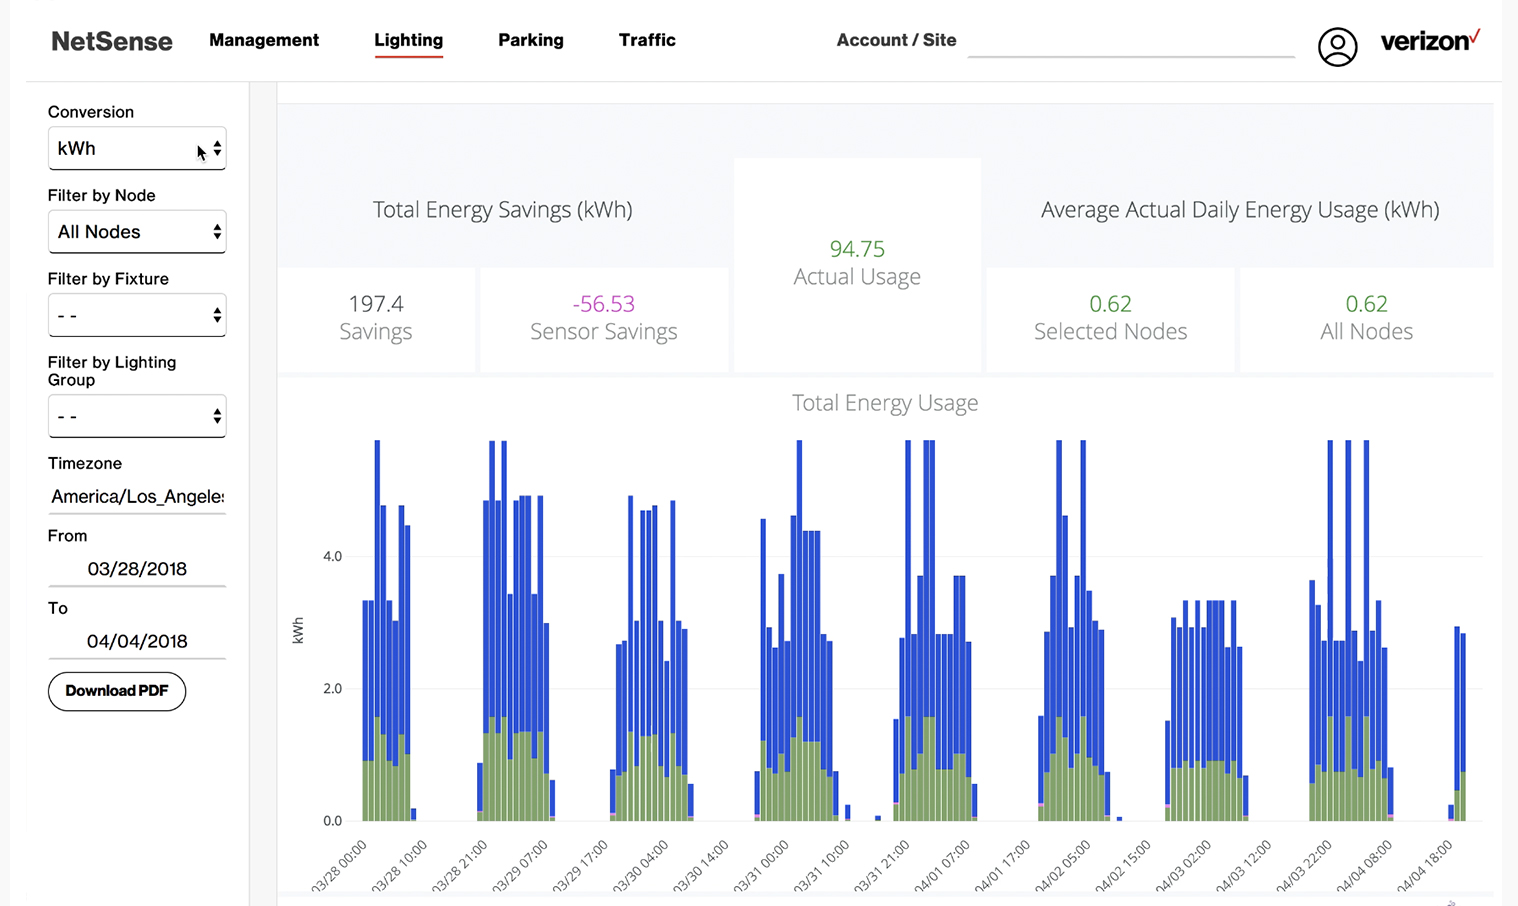 NetSense Management Lighting Parking Traffic Account / Site verizon✓
Conversion
kWh
Filter by Node
All Nodes
Filter by Fixture
- -
Filter by Lighting
Group
- -
Timezone
America/Los_Angeles
From
03/28/2018
To
04/04/2018
Download PDF
Total Energy Savings (kWh)
197.4
Savings
-56.53
Sensor Savings
94.75
Actual Usage
Average Actual Daily Energy Usage (kWh)
0.62
Selected Nodes
0.62
All Nodes
Total Energy Usage
kWh
4.0
2.0
0.0
03/28 00:00
03/28 10:00
03/28 21:00
03/29 07:00
03/29 17:00
03/30 04:00
03/30 14:00
03/31 00:00
03/31 10:00
03/31 21:00
04/01 07:00
04/01 17:00
04/02 05:00
04/02 15:00
04/03 02:00
04/03 12:00
04/03 22:00
04/04 08:00
04/04 18:00